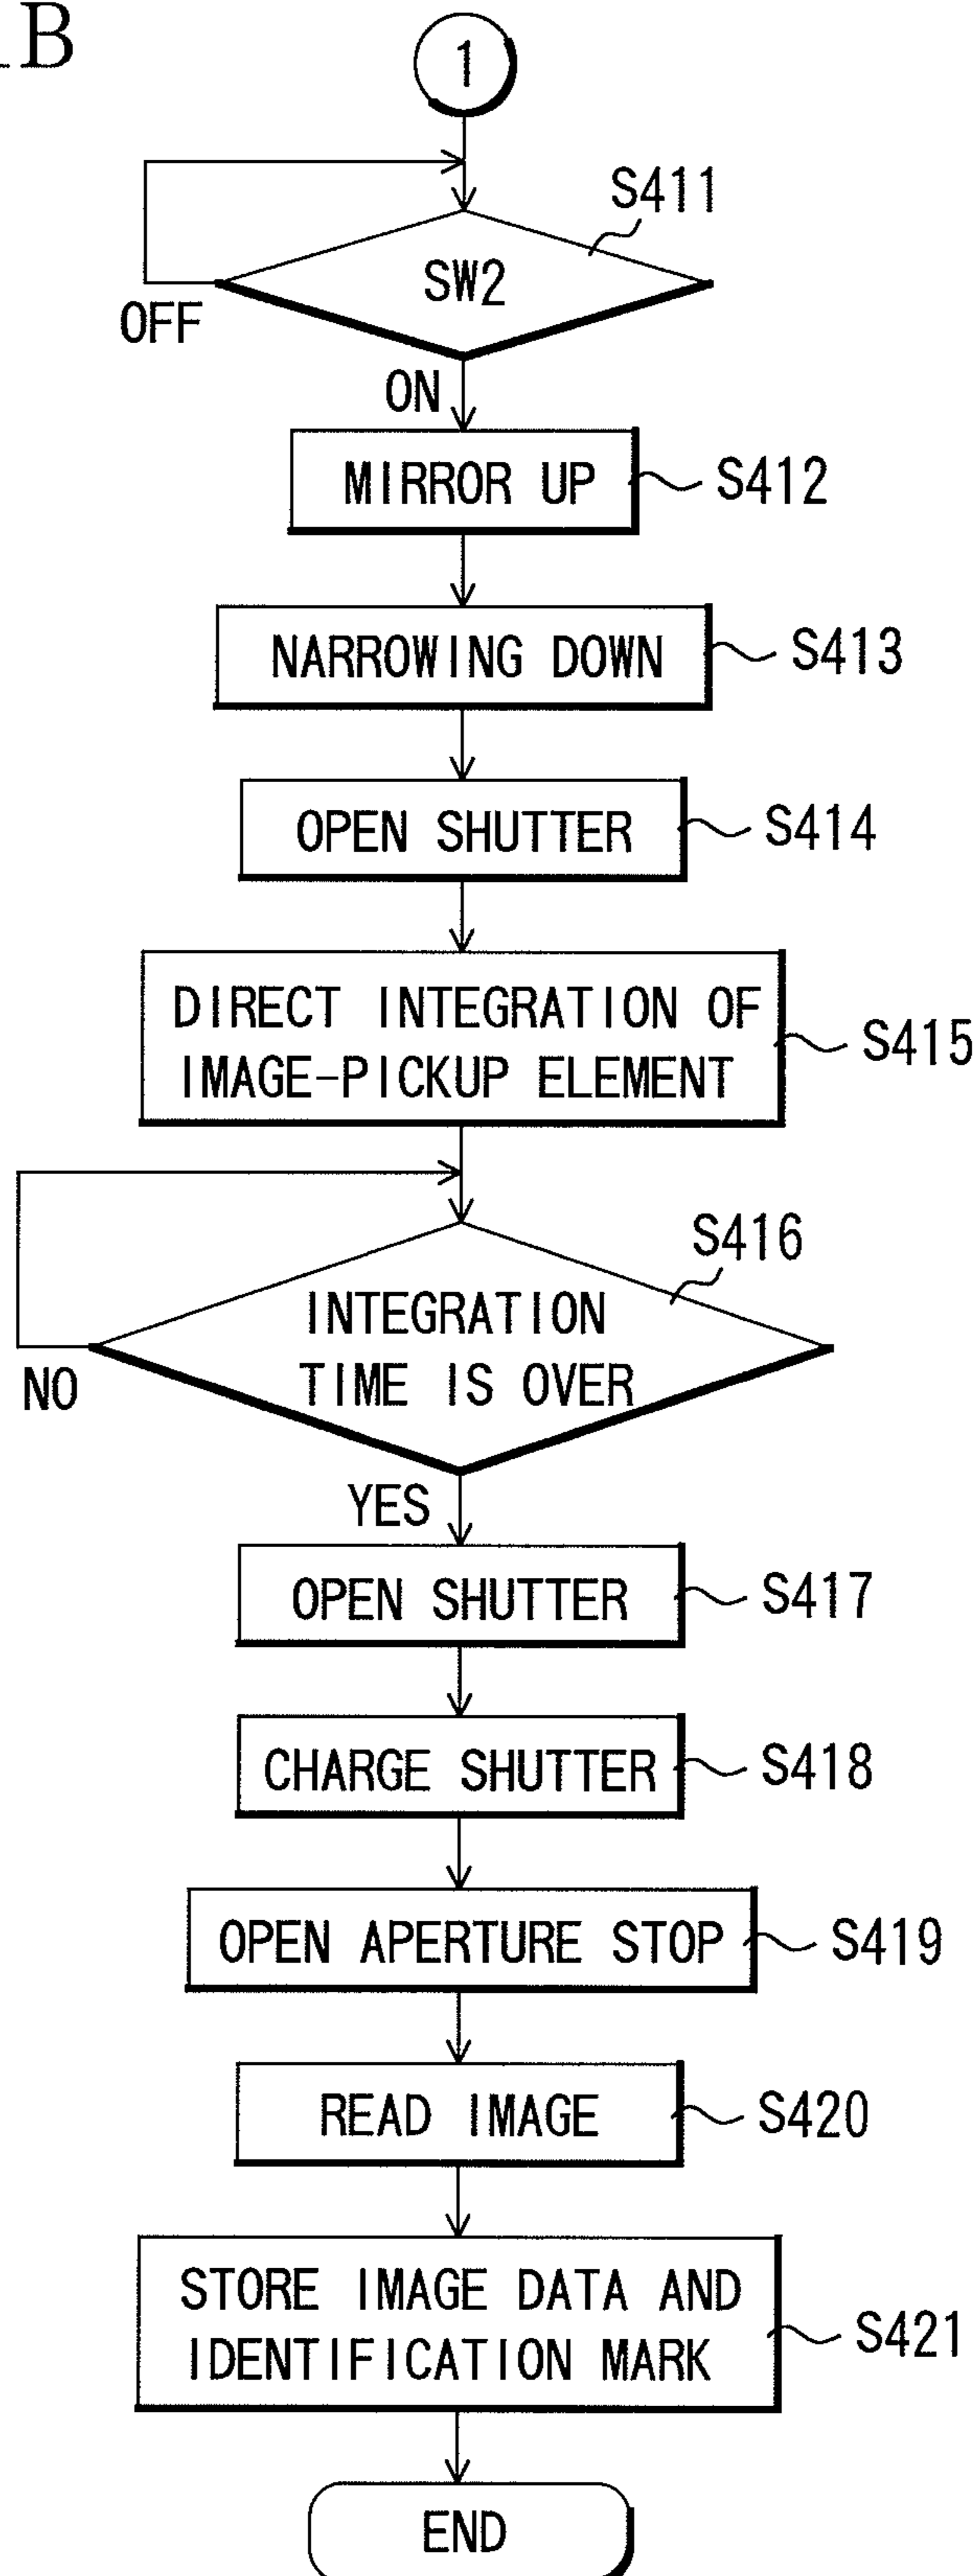 B
1
S411
SW2
OFF
ON
MIRROR UP
S412
NARROWING DOWN
S413
OPEN SHUTTER
S414
DIRECT INTEGRATION OF
IMAGE-PICKUP ELEMENT
S415
S416
INTEGRATION
TIME IS OVER
NO
YES
OPEN SHUTTER
S417
CHARGE SHUTTER
S418
OPEN APERTURE STOP
S419
READ IMAGE
S420
STORE IMAGE DATA AND
IDENTIFICATION MARK
S421
END